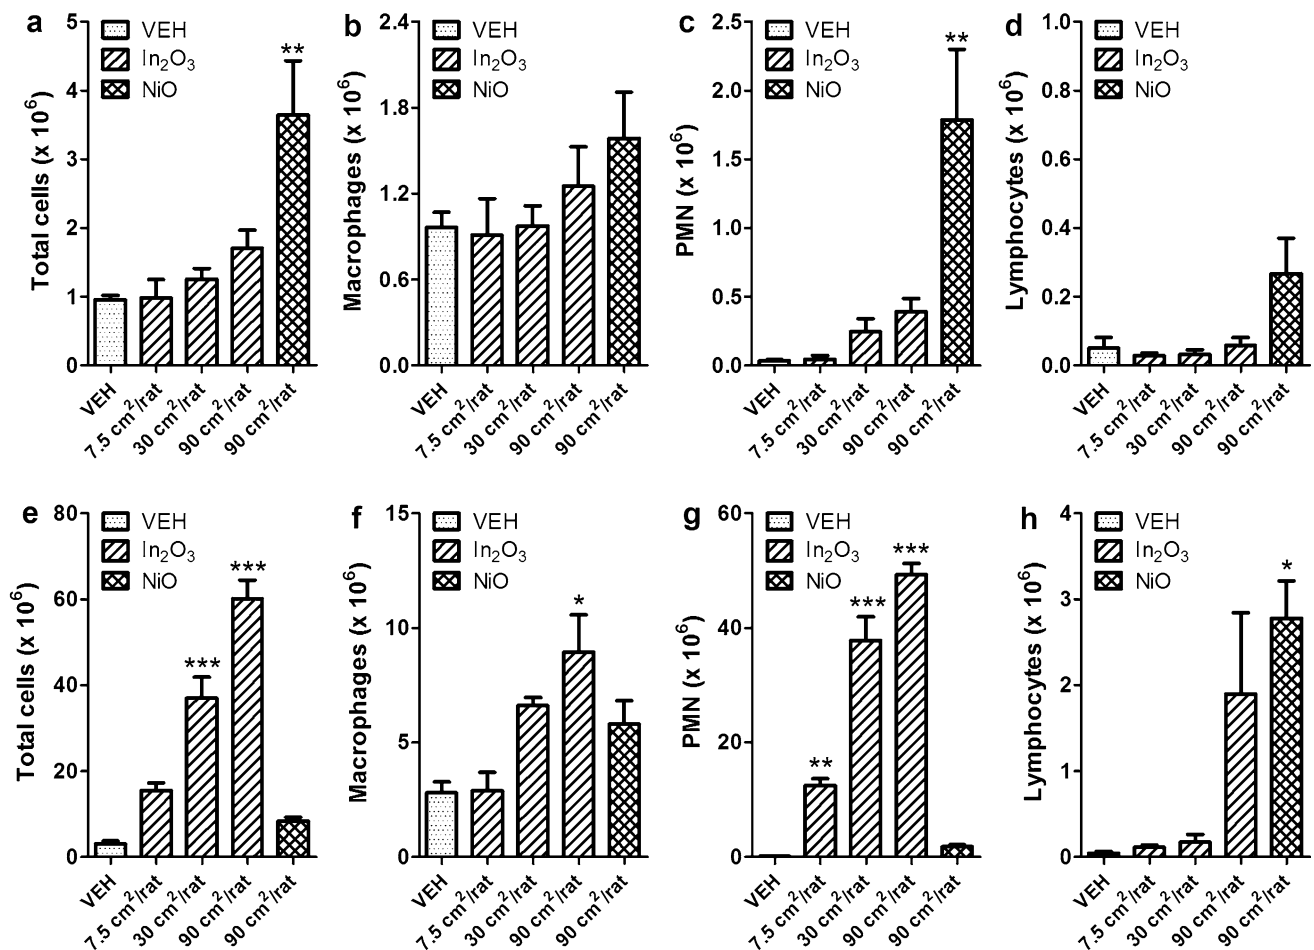 a
VEH
In₂O₃
NiO
**
Total cells (x 10⁶)
5
4
3
2
1
0
VEH
7.5 cm²/rat
30 cm²/rat
90 cm²/rat
90 cm²/rat
b
VEH
In₂O₃
NiO
Macrophages (x 10⁶)
2.4
1.8
1.2
0.6
0.0
VEH
7.5 cm²/rat
30 cm²/rat
90 cm²/rat
90 cm²/rat
c
VEH
In₂O₃
NiO
**
PMN (x 10⁶)
2.5
2.0
1.5
1.0
0.5
0.0
VEH
7.5 cm²/rat
30 cm²/rat
90 cm²/rat
90 cm²/rat
d
VEH
In₂O₃
NiO
Lymphocytes (x 10⁶)
1.0
0.8
0.6
0.4
0.2
0.0
VEH
7.5 cm²/rat
30 cm²/rat
90 cm²/rat
90 cm²/rat
e
VEH
In₂O₃
NiO
***
***
Total cells (x 10⁶)
80
60
40
20
0
VEH
7.5 cm²/rat
30 cm²/rat
90 cm²/rat
90 cm²/rat
f
VEH
In₂O₃
NiO
*
Macrophages (x 10⁶)
15
10
5
0
VEH
7.5 cm²/rat
30 cm²/rat
90 cm²/rat
90 cm²/rat
g
VEH
In₂O₃
NiO
**
***
***
PMN (x 10⁶)
60
40
20
0
VEH
7.5 cm²/rat
30 cm²/rat
90 cm²/rat
90 cm²/rat
h
VEH
In₂O₃
NiO
*
Lymphocytes (x 10⁶)
4
3
2
1
0
VEH
7.5 cm²/rat
30 cm²/rat
90 cm²/rat
90 cm²/rat